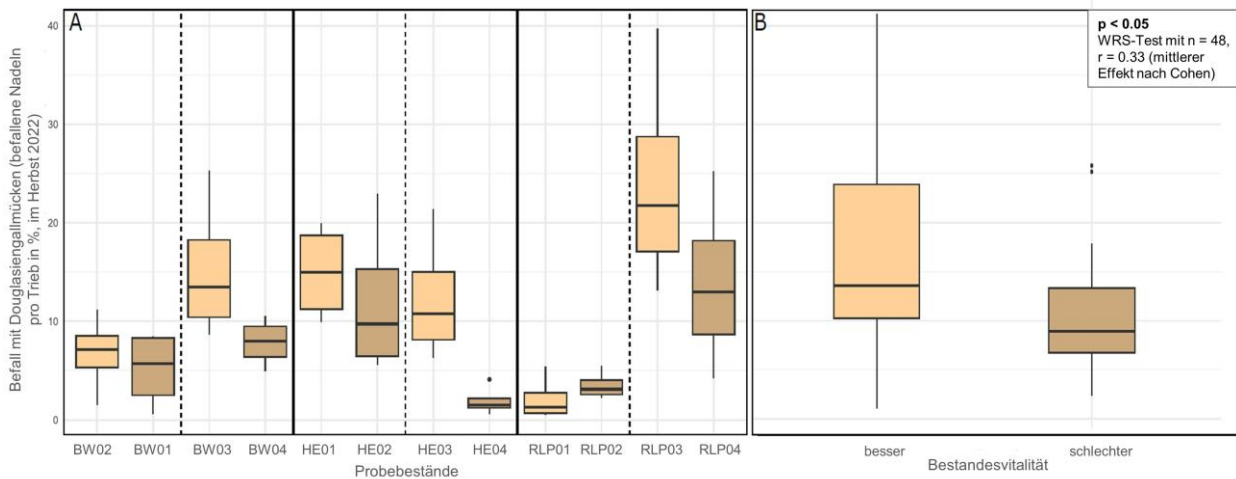 A
B
p < 0.05
WRS-Test mit n = 48,
r = 0.33 (mittlerer
Effekt nach Cohen)
Befall mit Douglasiengallmücken (befallene Nadeln
pro Trieb in %, im Herbst 2022)
40
30
20
10
0
BW02 BW01 BW03 BW04 HE01 HE02 HE03 HE04 RLP01 RLP02 RLP03 RLP04
Probebestände
besser schlechter
Bestandesvitalität